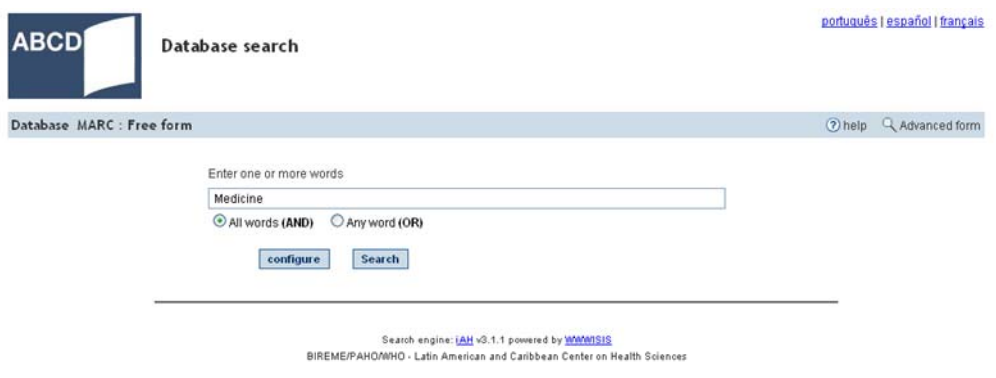 português | español | français
ABCD
Database search
Database MARC : Free form
help Advanced form
Enter one or more words
Medicine
All words (AND) Any word (OR)
configure Search
Search engine: iAH v3.1.1 powered by WWWISIS
BIREME/PAHO/WHO - Latin American and Caribbean Center on Health Sciences